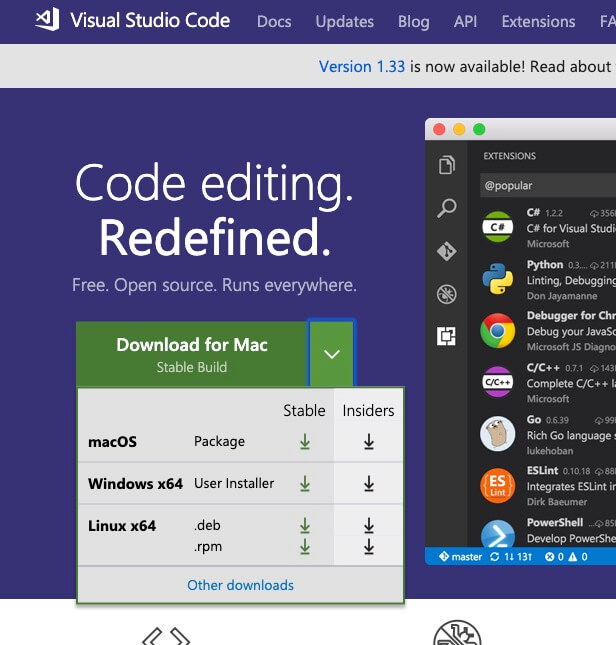 Visual Studio Code Docs Updates Blog API Extensions FA
Version 1.33 is now available! Read about
Code editing.
Redefined.
Free. Open source. Runs everywhere.
Download for Mac
Stable Build
Stable Insiders
macOS Package
Windows x64 User Installer
Linux x64 .deb
.rpm
Other downloads
EXTENSIONS
@popular
C# 1.2.2 356
C# for Visual Studi
Microsoft
Python 0.3... 211
Linting, Debugging
Don Jayamanne
Debugger for Chr
Debug your JavaSc
Microsoft JS Diagno
C/C++ 0.7.1 143
Complete C/C++ la
Microsoft
Go 0.6.39 99
Rich Go language s
lukehoban
ESLint 0.10.18 88
Integrates ESLint in
Dirk Baeumer
PowerShell ... 85
Develop PowerShe
C#
C/C++
ES
Lint
master 1↓ 13↑ 0 0